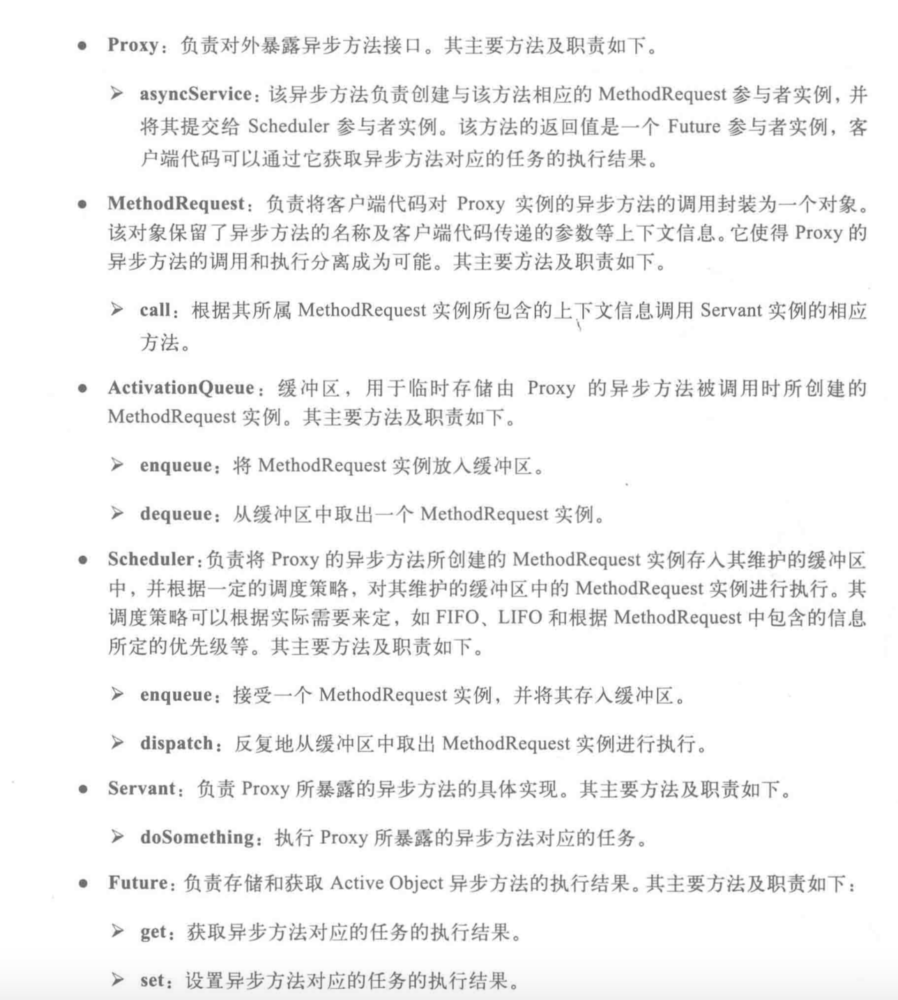 ● Proxy：负责对外暴露异步方法接口。其主要方法及职责如下。
➢ asyncService：该异步方法负责创建与该方法相应的 MethodRequest 参与者实例，并
将其提交给 Scheduler 参与者实例。该方法的返回值是一个 Future 参与者实例，客
户端代码可以通过它获取异步方法对应的任务的执行结果。
● MethodRequest：负责将客户端代码对 Proxy 实例的异步方法的调用封装为一个对象。
该对象保留了异步方法的名称及客户端代码传递的参数等上下文信息。它使得 Proxy 的
异步方法的调用和执行分离成为可能。其主要方法及职责如下。
➢ call：根据其所属 MethodRequest 实例所包含的上下文信息调用 Servant 实例的相应
方法。
● ActivationQueue：缓冲区，用于临时存储由 Proxy 的异步方法被调用时所创建的
MethodRequest 实例。其主要方法及职责如下。
➢ enqueue：将 MethodRequest 实例放入缓冲区。
➢ dequeue：从缓冲区中取出一个 MethodRequest 实例。
● Scheduler：负责将 Proxy 的异步方法所创建的 MethodRequest 实例存入其维护的缓冲区
中，并根据一定的调度策略，对其维护的缓冲区中的 MethodRequest 实例进行执行。其
调度策略可以根据实际需要来定，如 FIFO、LIFO 和根据 MethodRequest 中包含的信息
所定的优先级等。其主要方法及职责如下。
➢ enqueue：接受一个 MethodRequest 实例，并将其存入缓冲区。
➢ dispatch：反复地从缓冲区中取出 MethodRequest 实例进行执行。
● Servant：负责 Proxy 所暴露的异步方法的具体实现。其主要方法及职责如下。
➢ doSomething：执行 Proxy 所暴露的异步方法对应的任务。
● Future：负责存储和获取 Active Object 异步方法的执行结果。其主要方法及职责如下：
➢ get：获取异步方法对应的任务的执行结果。
➢ set：设置异步方法对应的任务的执行结果。